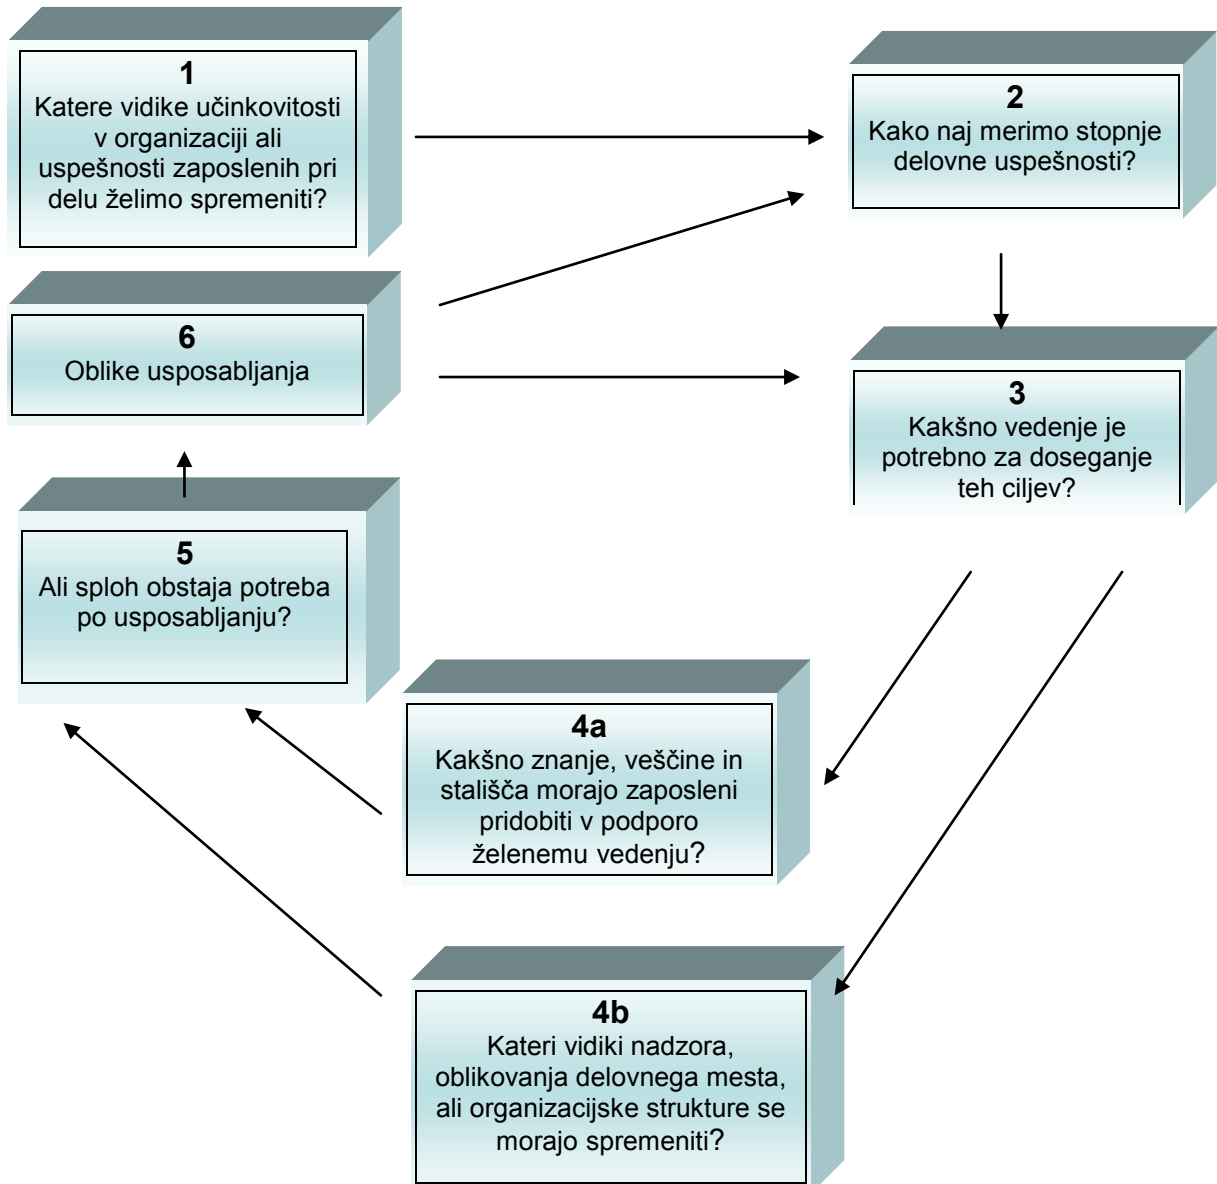 1
Katere vidike učinkovitosti
v organizaciji ali
uspešnosti zaposlenih pri
delu želimo spremeniti?
2
Kako naj merimo stopnje
delovne uspešnosti?
6
Oblike usposabljanja
3
Kakšno vedenje je
potrebno za doseganje
teh ciljev?
5
Ali sploh obstaja potreba
po usposabljanju?
4a
Kakšno znanje, veščine in
stališča morajo zaposleni
pridobiti v podporo
želenemu vedenju?
4b
Kateri vidiki nadzora,
oblikovanja delovnega mesta,
ali organizacijske strukture se
morajo spremeniti?